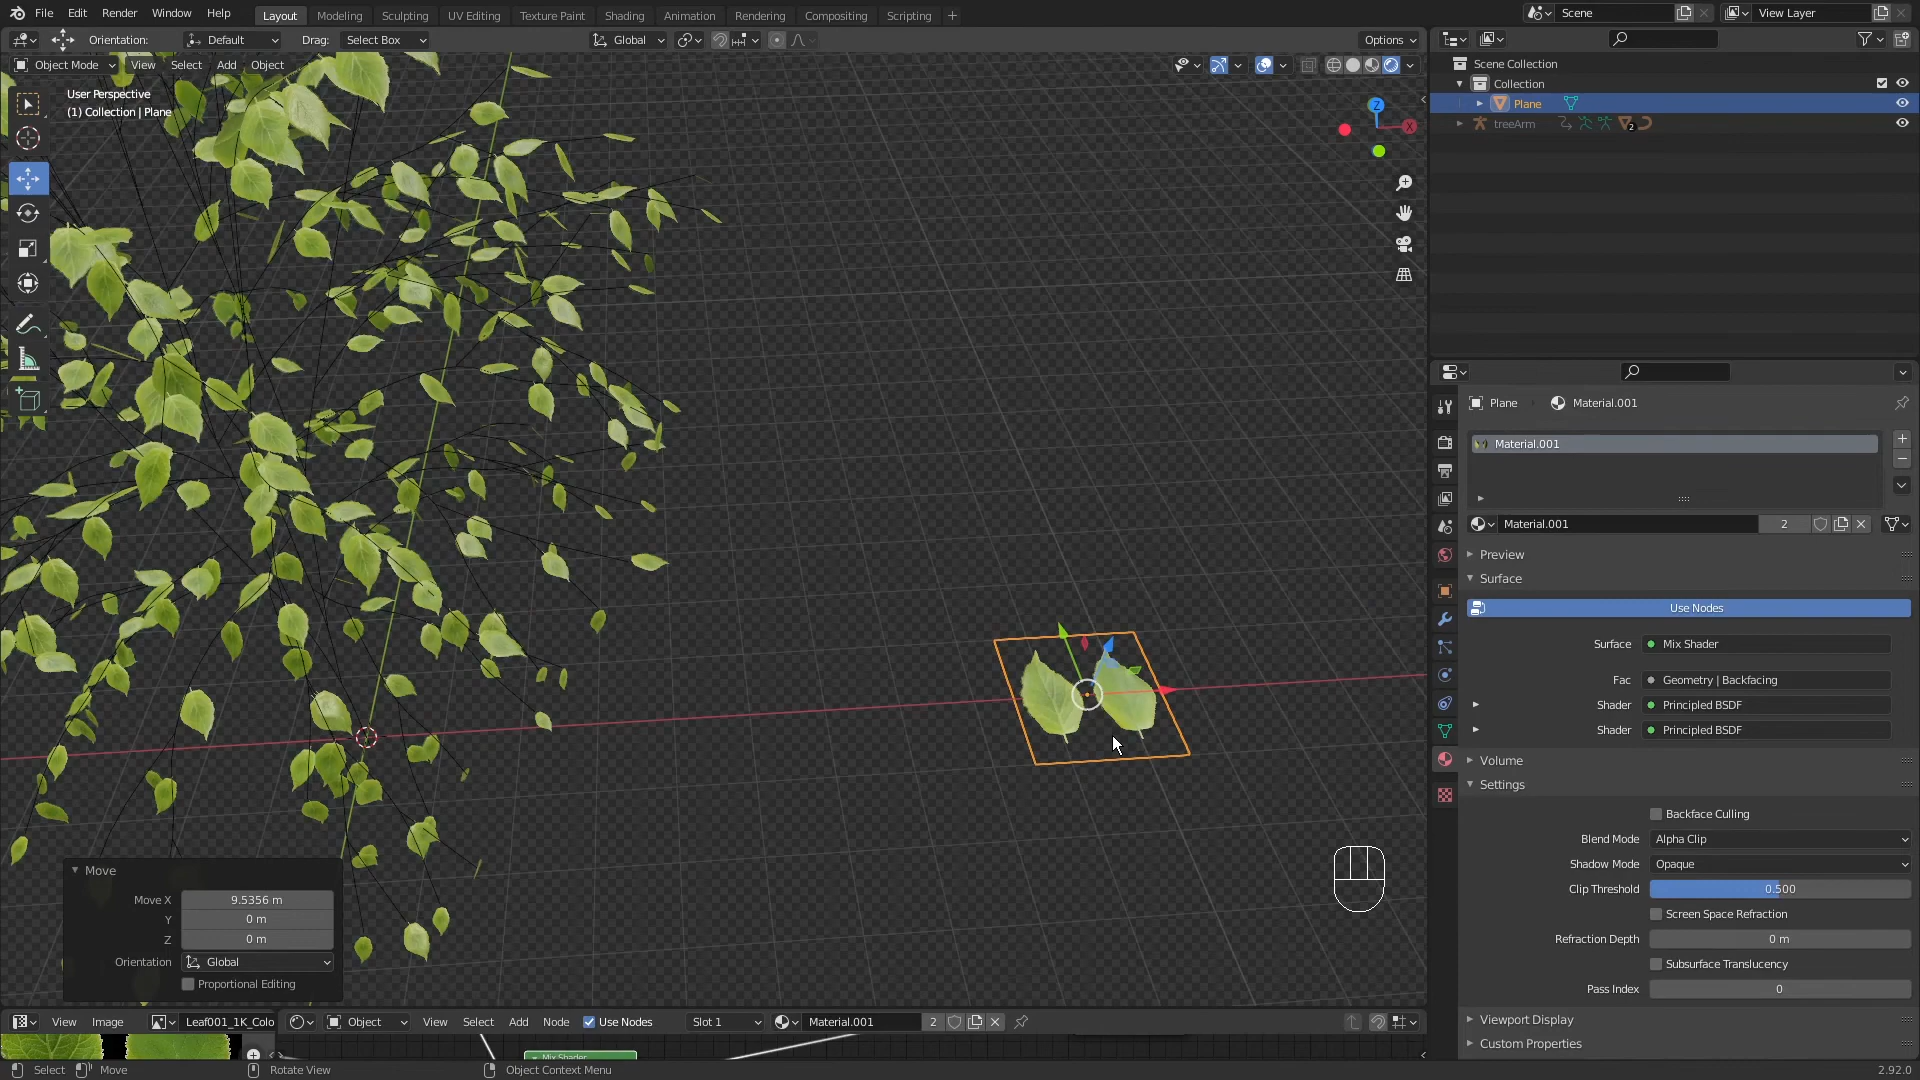 File Edit Render Window Help Layout Modeling Sculpting UV Editing Texture Paint Shading Animation Rendering Compositing Scripting Scene View Layer
Orientation: Default Drag: Select Box Global Options
Object Mode View Select Add Object
User Perspective
(1) Collection | Plane
Z
X
Scene Collection
Collection
Plane
treeArm 2
Plane Material.001
Material.001
Material.001 2
Preview
Surface
Use Nodes
Surface Mix Shader
Fac Geometry | Backfacing
Shader Principled BSDF
Shader Principled BSDF
Volume
Settings
Backface Culling
Blend Mode Alpha Clip
Shadow Mode Opaque
Clip Threshold 0.500
Screen Space Refraction
Refraction Depth 0 m
Subsurface Translucency
Pass Index 0
Viewport Display
Custom Properties
Move
Move X 9.5356 m
Y 0 m
Z 0 m
Orientation Global
Proportional Editing
View Image Leaf001_1K_Colo Object View Select Add Node Use Nodes Slot 1 Material.001 2
Mix Shader
Select Move Rotate View Object Context Menu 2.92.0